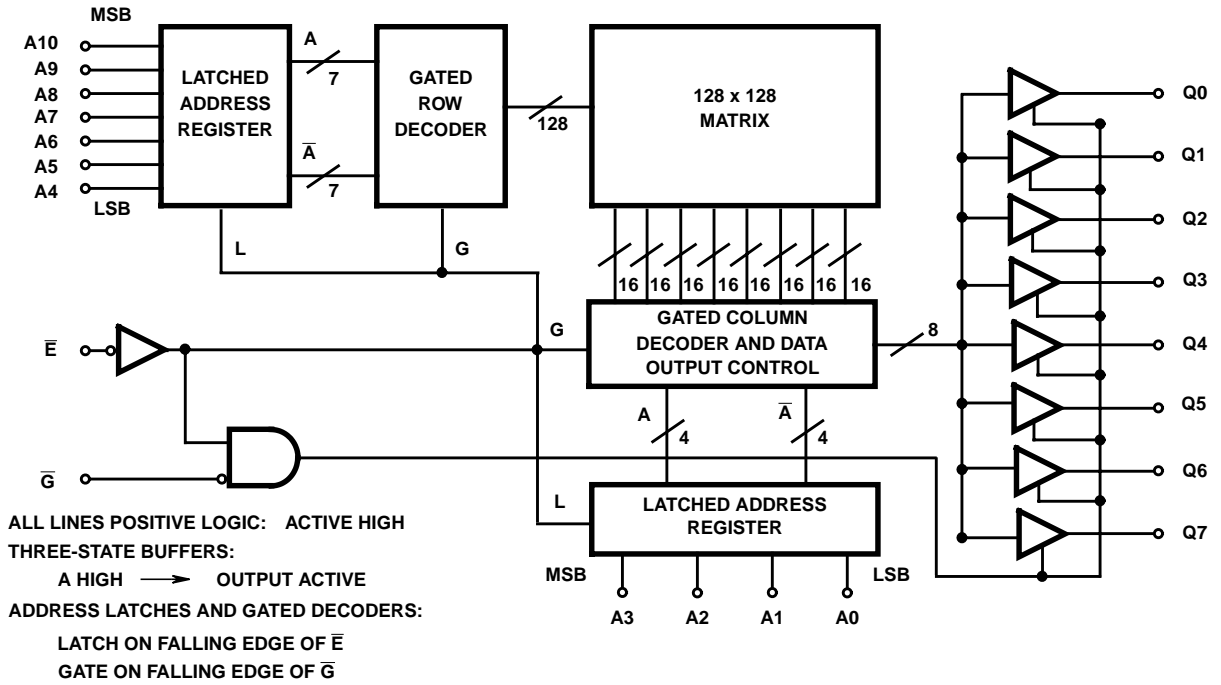 MSB
A10
A9
A8
A7
A6
A5
A4
LSB
LATCHED
ADDRESS
REGISTER
A
7
A̅
7
GATED
ROW
DECODER
128
128 x 128
MATRIX
L
G
16 16 16 16 16 16 16 16
E̅
G
GATED COLUMN
DECODER AND DATA
OUTPUT CONTROL
8
A
4
A̅
4
G̅
L
LATCHED ADDRESS
REGISTER
MSB
LSB
A3 A2 A1 A0
Q0
Q1
Q2
Q3
Q4
Q5
Q6
Q7
ALL LINES POSITIVE LOGIC: ACTIVE HIGH
THREE-STATE BUFFERS:
A HIGH → OUTPUT ACTIVE
ADDRESS LATCHES AND GATED DECODERS:
LATCH ON FALLING EDGE OF E̅
GATE ON FALLING EDGE OF G̅